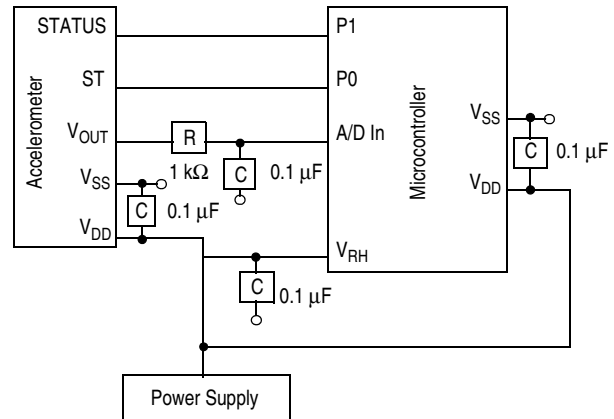 STATUS
P1
ST
P0
VOUT
R
A/D In
1 kΩ
C
0.1 μF
Accelerometer
Microcontroller
VSS
C
0.1 μF
VDD
VSS
C
0.1 μF
VDD
VRH
C
0.1 μF
Power Supply